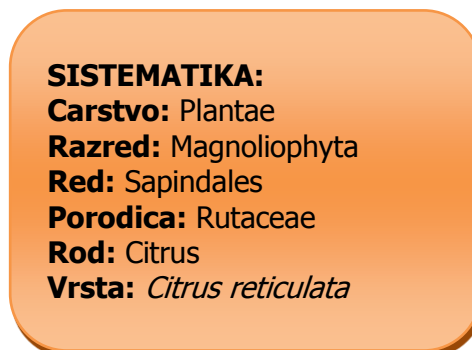 SISTEMATIKA:
Carstvo: Plantae
Razred: Magnoliophyta
Red: Sapindales
Porodica: Rutaceae
Rod: Citrus
Vrsta: Citrus reticulata